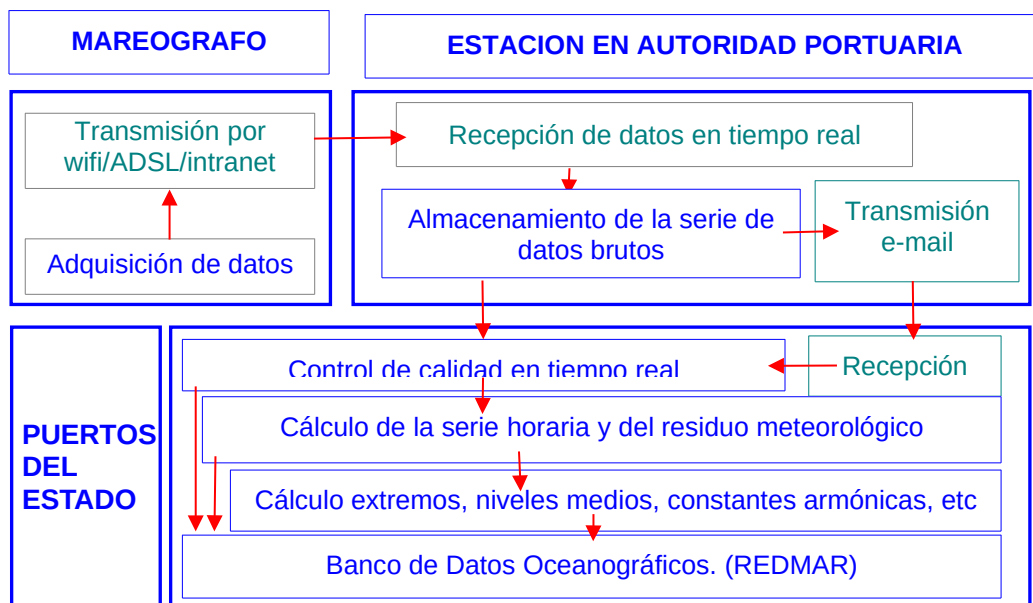 MAREOGRAFO
ESTACION EN AUTORIDAD PORTUARIA
Transmisión por
wifi/ADSL/intranet
Adquisición de datos
Recepción de datos en tiempo real
Almacenamiento de la serie de
datos brutos
Transmisión
e-mail
PUERTOS
DEL
ESTADO
Control de calidad en tiempo real
Recepción
Cálculo de la serie horaria y del residuo meteorológico
Cálculo extremos, niveles medios, constantes armónicas, etc
Banco de Datos Oceanográficos. (REDMAR)